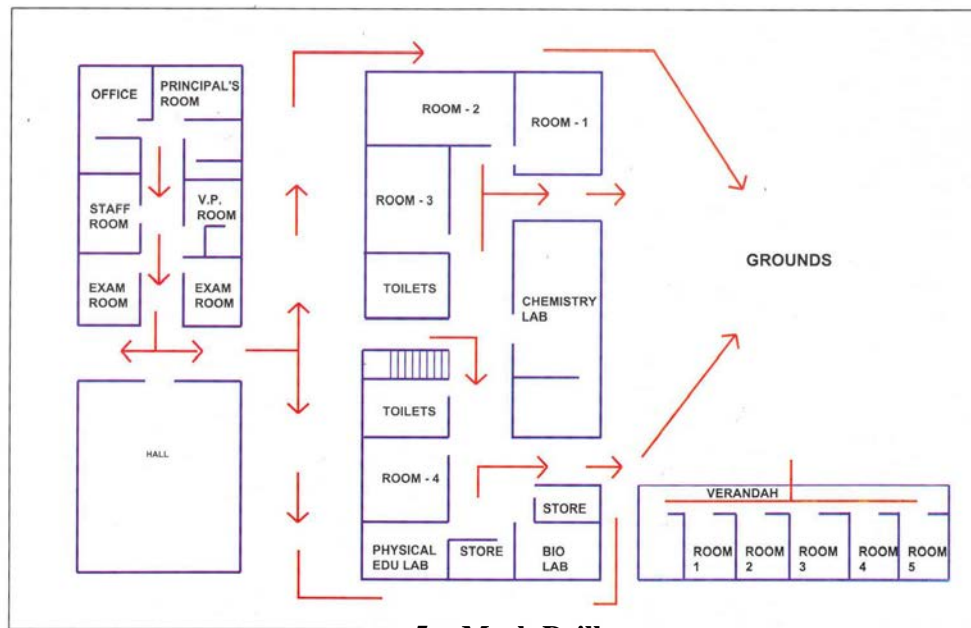 OFFICE
PRINCIPAL'S
ROOM
STAFF
ROOM
V.P.
ROOM
EXAM
ROOM
EXAM
ROOM
HALL
ROOM - 2
ROOM - 1
ROOM - 3
TOILETS
CHEMISTRY
LAB
TOILETS
ROOM - 4
STORE
PHYSICAL
EDU LAB
STORE
BIO
LAB
GROUNDS
VERANDAH
ROOM
1
ROOM
2
ROOM
3
ROOM
4
ROOM
5